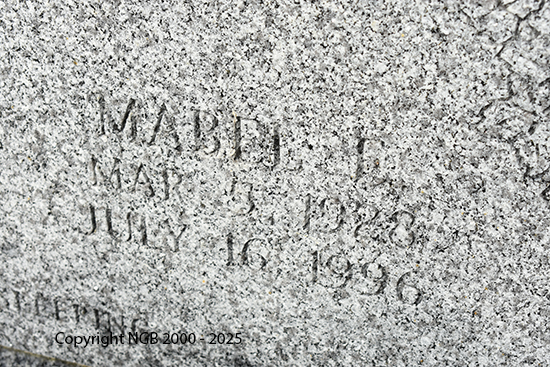 MABEL E.
MAR. 1928
JULY 16, 1996
Copyright NGB 2000 - 2025